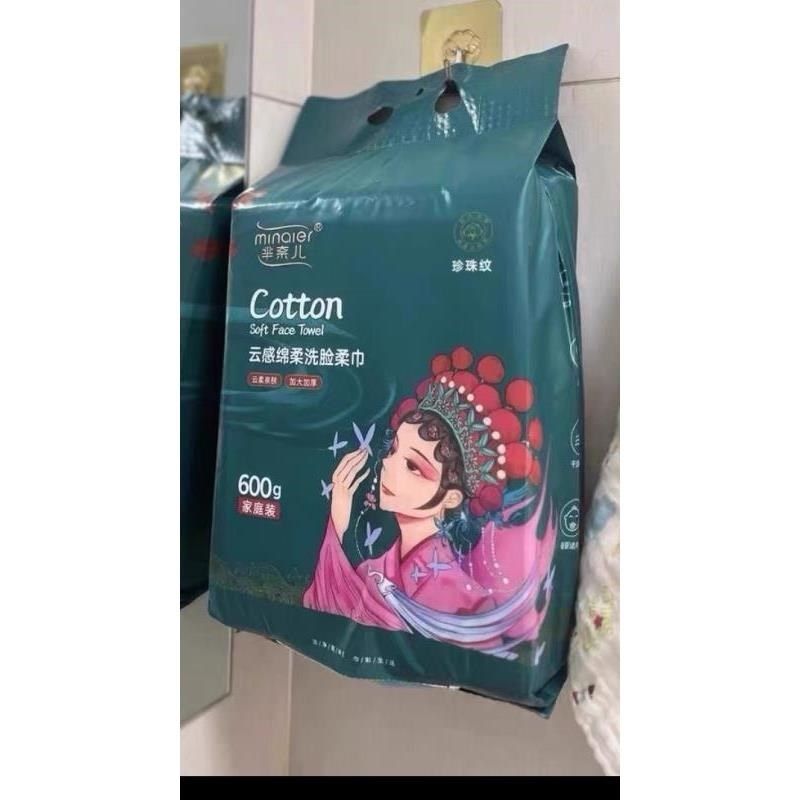 minaier®
芈奈儿
珍珠纹
Cotton
Soft Face Towel
云感绵柔洗脸柔巾
云柔亲肤 加大加厚
600g
家庭装